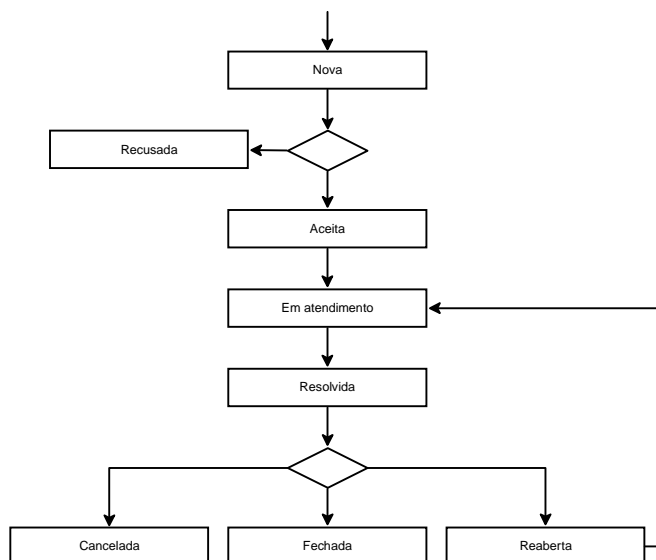 Nova
Recusada
Aceita
Em atendimento
Resolvida
Cancelada
Fechada
Reaberta